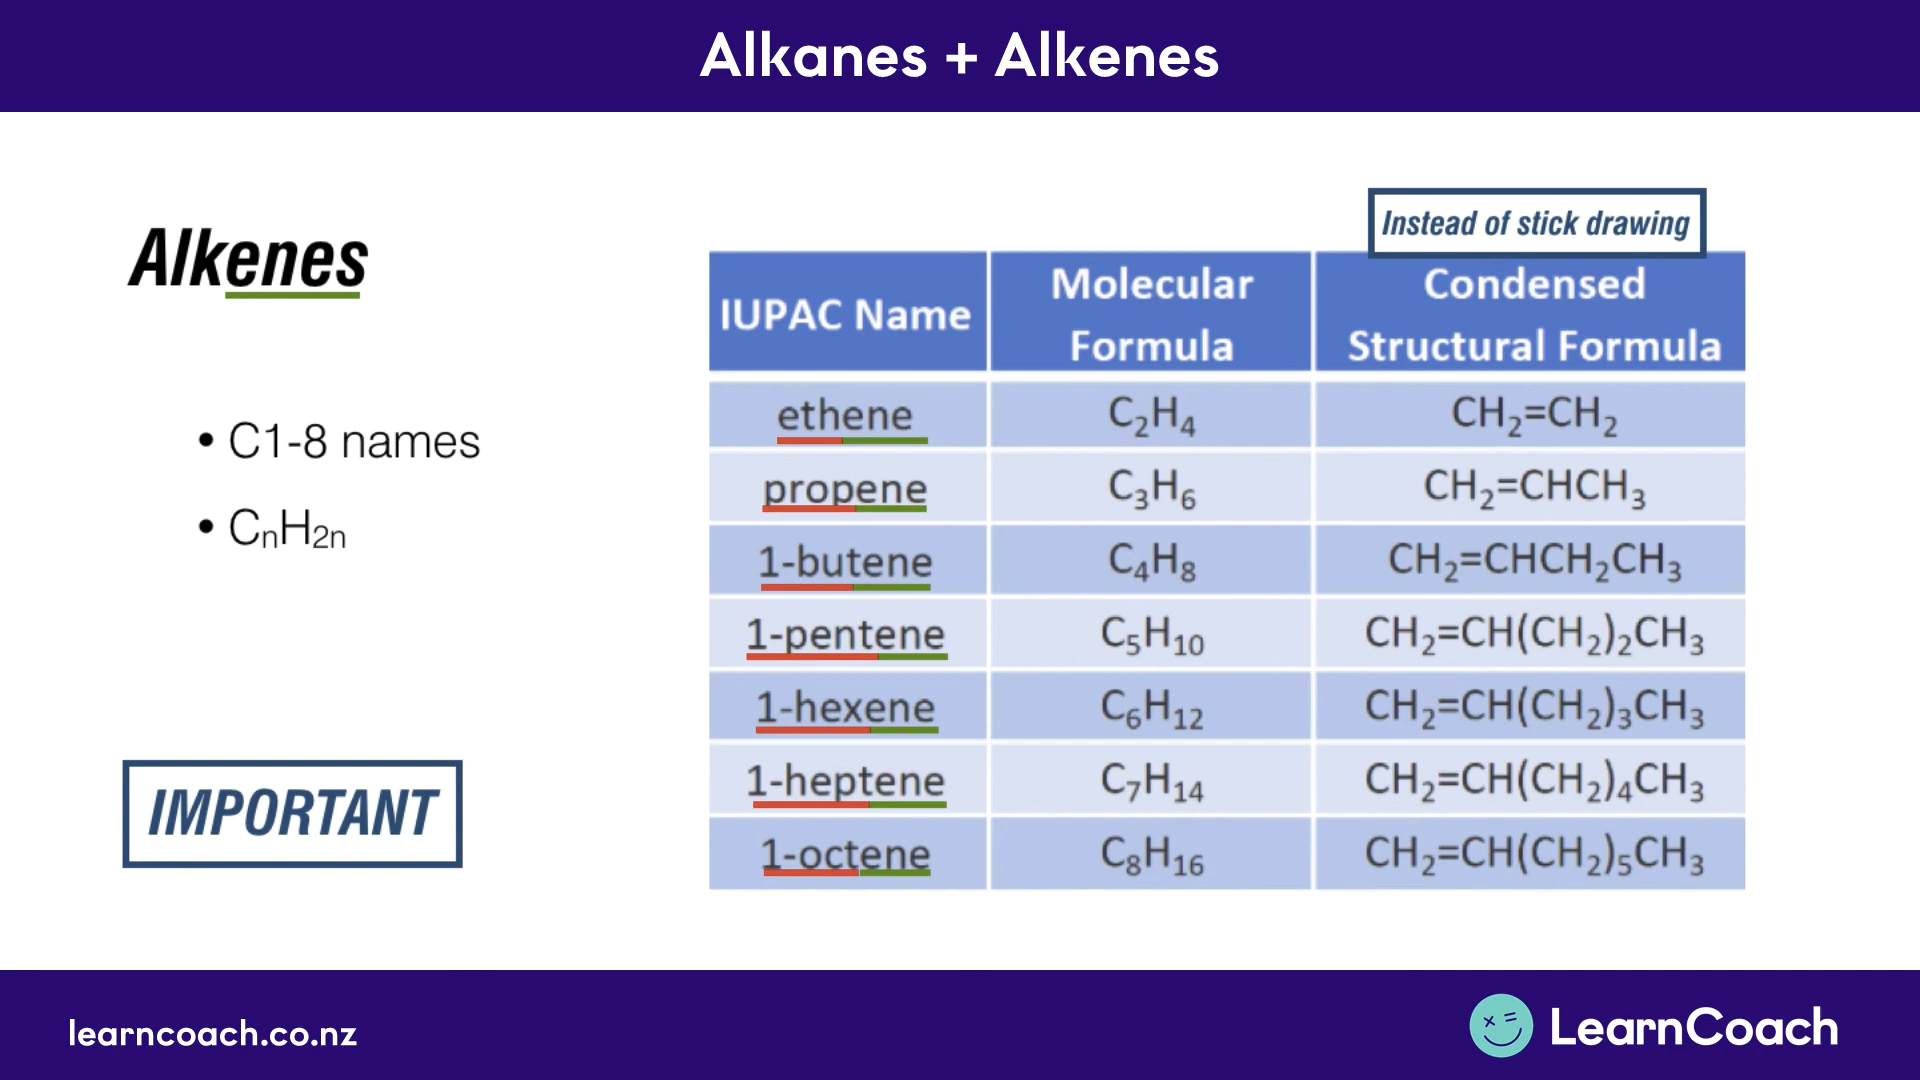 Alkanes + Alkenes
Alkenes
• C1-8 names
• CₙH₂ₙ
IMPORTANT
Instead of stick drawing
IUPAC Name Molecular Formula Condensed Structural Formula
ethene C₂H₄ CH₂=CH₂
propene C₃H₆ CH₂=CHCH₃
1-butene C₄H₈ CH₂=CHCH₂CH₃
1-pentene C₅H₁₀ CH₂=CH(CH₂)₂CH₃
1-hexene C₆H₁₂ CH₂=CH(CH₂)₃CH₃
1-heptene C₇H₁₄ CH₂=CH(CH₂)₄CH₃
1-octene C₈H₁₆ CH₂=CH(CH₂)₅CH₃
learncoach.co.nz
LearnCoach